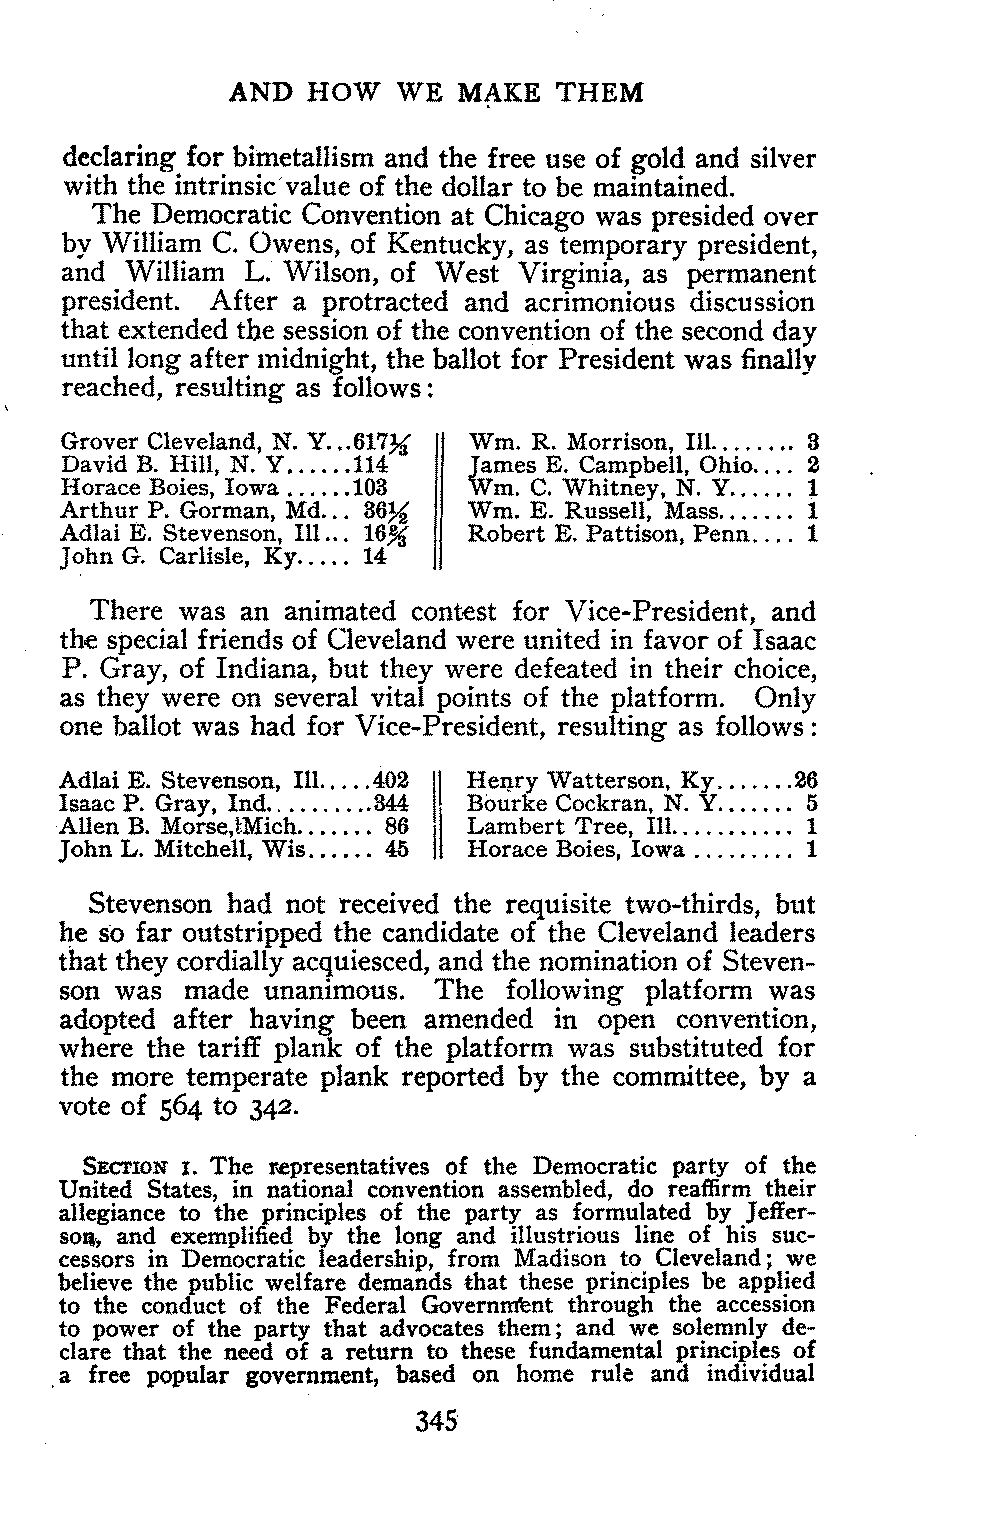 AND HOW WE MAKE THEM
declaring for bimetallism and the free use of gold and silver
with the intrinsic value of the dollar to be maintained.
The Democratic Convention at Chicago was presided over
by William C. Owens, of Kentucky, as temporary president,
and William L. Wilson, of West Virginia, as permanent
president. After a protracted and acrimonious discussion
that extended the session of the convention of the second day
until long after midnight, the ballot for President was finally
reached, resulting as follows:
Grover Cleveland, N. Y...617⅓
David B. Hill, N. Y......114
Horace Boies, Iowa ......103
Arthur P. Gorman, Md... 36½
Adlai E. Stevenson, Ill... 16⅔
John G. Carlisle, Ky..... 14
Wm. R. Morrison, Ill........ 3
James E. Campbell, Ohio.... 2
Wm. C. Whitney, N. Y...... 1
Wm. E. Russell, Mass....... 1
Robert E. Pattison, Penn.... 1
There was an animated contest for Vice-President, and
the special friends of Cleveland were united in favor of Isaac
P. Gray, of Indiana, but they were defeated in their choice,
as they were on several vital points of the platform. Only
one ballot was had for Vice-President, resulting as follows:
Adlai E. Stevenson, Ill.....402
Isaac P. Gray, Ind..........344
Allen B. Morse, Mich....... 86
John L. Mitchell, Wis...... 45
Henry Watterson, Ky.......26
Bourke Cockran, N. Y....... 5
Lambert Tree, Ill........... 1
Horace Boies, Iowa ......... 1
Stevenson had not received the requisite two-thirds, but
he so far outstripped the candidate of the Cleveland leaders
that they cordially acquiesced, and the nomination of Steven-
son was made unanimous. The following platform was
adopted after having been amended in open convention,
where the tariff plank of the platform was substituted for
the more temperate plank reported by the committee, by a
vote of 564 to 342.
SECTION 1. The representatives of the Democratic party of the
United States, in national convention assembled, do reaffirm their
allegiance to the principles of the party as formulated by Jeffer-
son, and exemplified by the long and illustrious line of his suc-
cessors in Democratic leadership, from Madison to Cleveland; we
believe the public welfare demands that these principles be applied
to the conduct of the Federal Government through the accession
to power of the party that advocates them; and we solemnly de-
clare that the need of a return to these fundamental principles of
a free popular government, based on home rule and individual
345